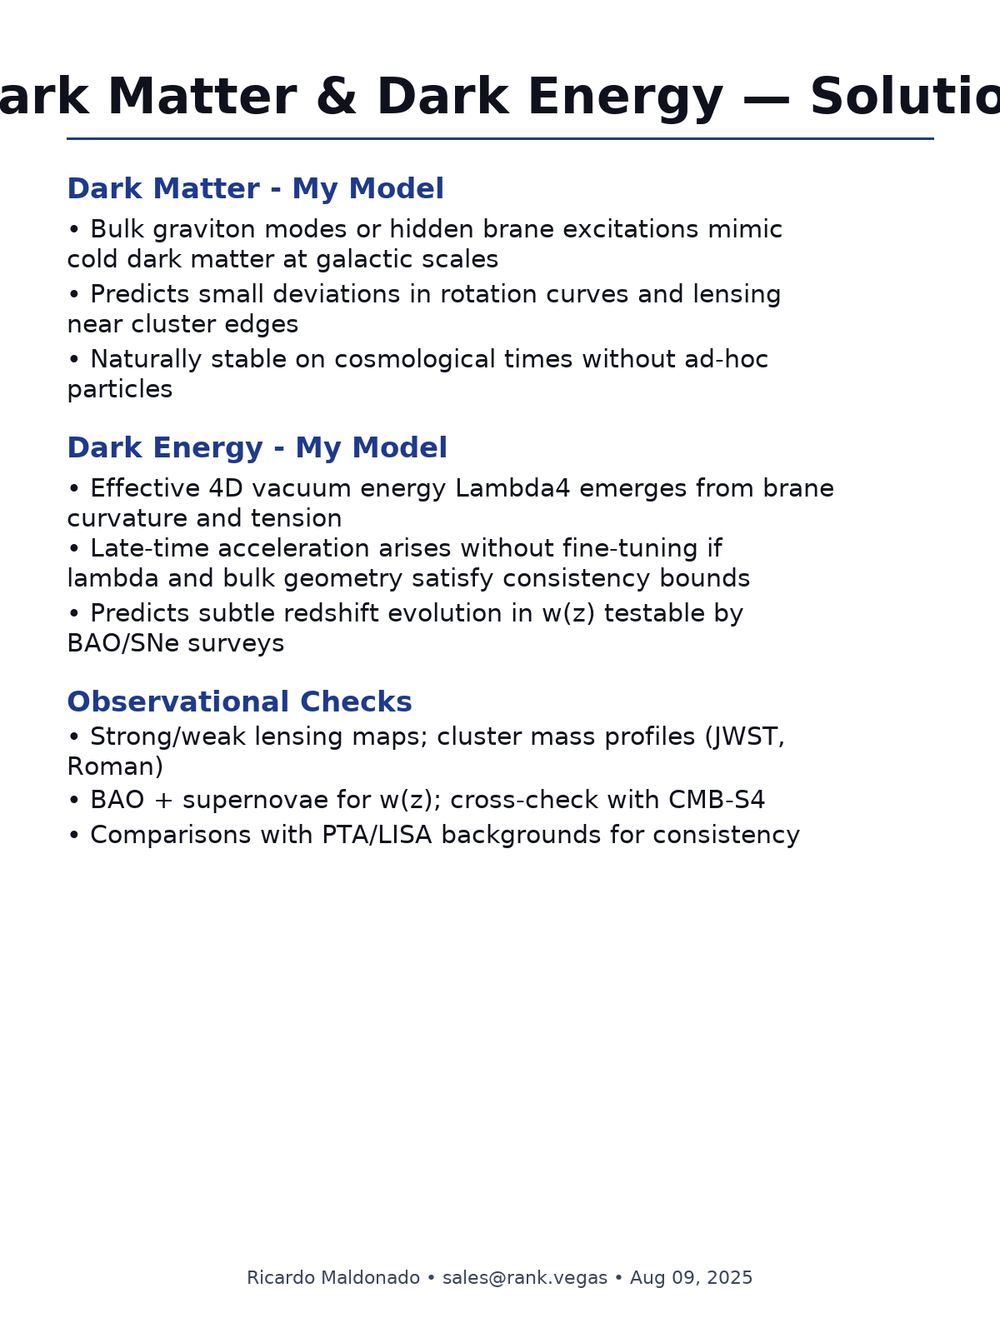 ark Matter & Dark Energy — Solutio
Dark Matter - My Model
• Bulk graviton modes or hidden brane excitations mimic
cold dark matter at galactic scales
• Predicts small deviations in rotation curves and lensing
near cluster edges
• Naturally stable on cosmological times without ad-hoc
particles
Dark Energy - My Model
• Effective 4D vacuum energy Lambda4 emerges from brane
curvature and tension
• Late-time acceleration arises without fine-tuning if
lambda and bulk geometry satisfy consistency bounds
• Predicts subtle redshift evolution in w(z) testable by
BAO/SNe surveys
Observational Checks
• Strong/weak lensing maps; cluster mass profiles (JWST,
Roman)
• BAO + supernovae for w(z); cross-check with CMB-S4
• Comparisons with PTA/LISA backgrounds for consistency
Ricardo Maldonado • sales@rank.vegas • Aug 09, 2025